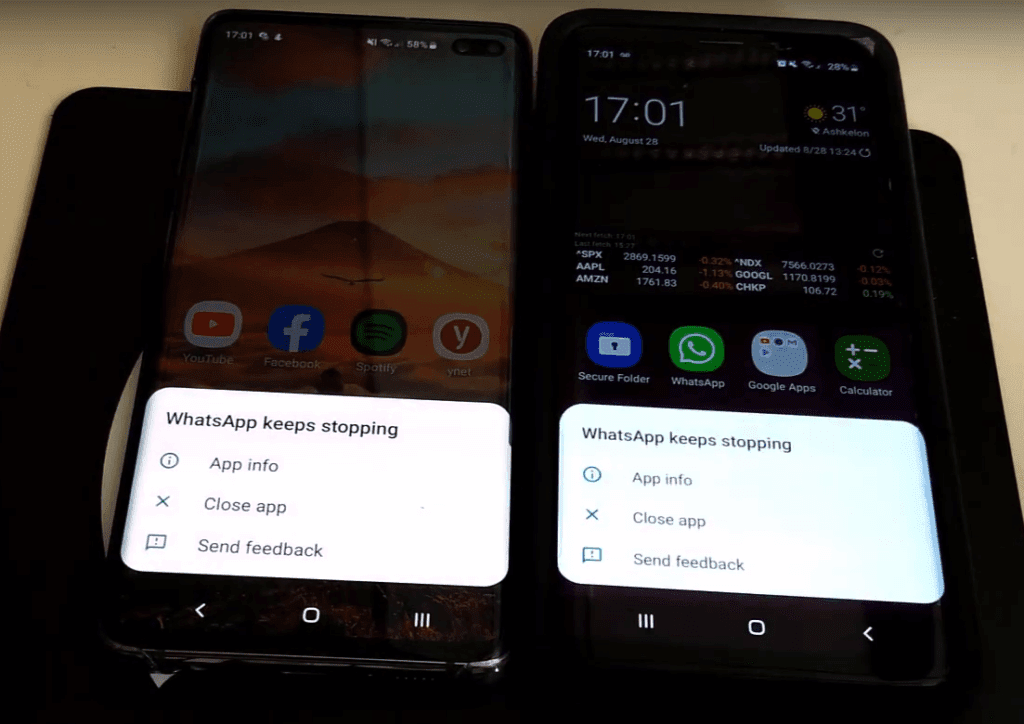 17:01
58%
YouTube
Facebook
Spotify
y
ynet
WhatsApp keeps stopping
App info
Close app
Send feedback
17:01
28%
17:01
Wed, August 28
31°
Ashkelon
Updated 8/28 13:24
Next fetch 17:01
Last fetch 15:27
^SPX 2869.1599 -0.32% ^NDX 7566.0273 -0.12%
AAPL 204.16 -1.13% GOOGL 1170.8199 -0.03%
AMZN 1761.83 -0.40% CHKP 106.72 0.19%
Secure Folder
WhatsApp
Google Apps
Calculator
WhatsApp keeps stopping
App info
Close app
Send feedback